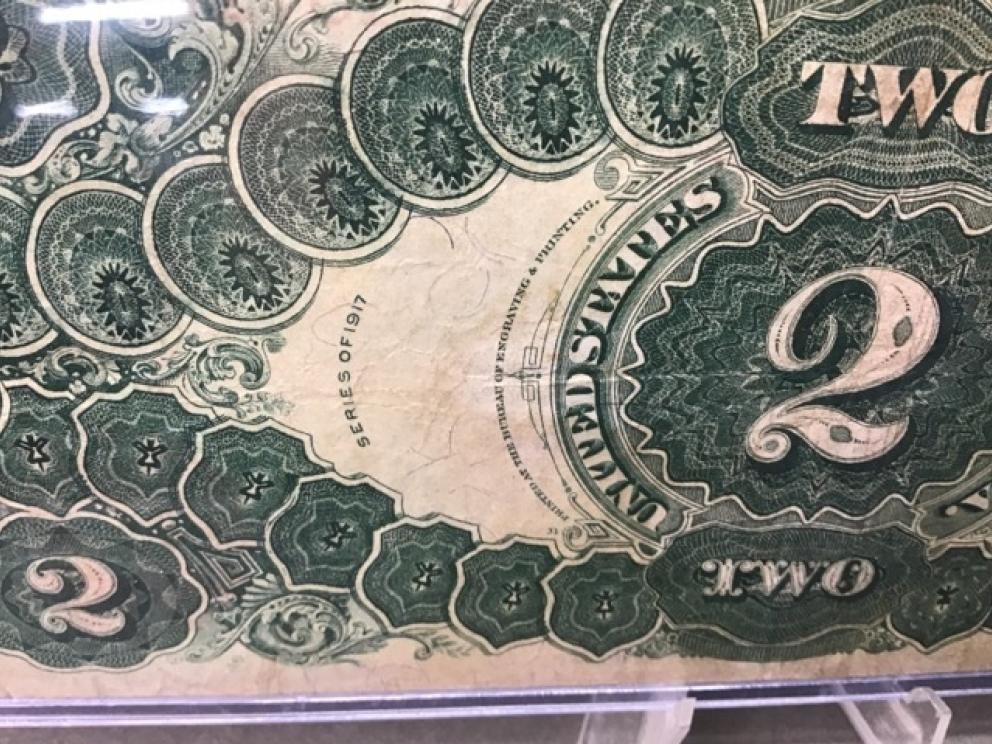 TWO
UNITED STATES
2
PRINTED AT THE BUREAU OF ENGRAVING & PRINTING.
SERIES OF 1917
TWO
2